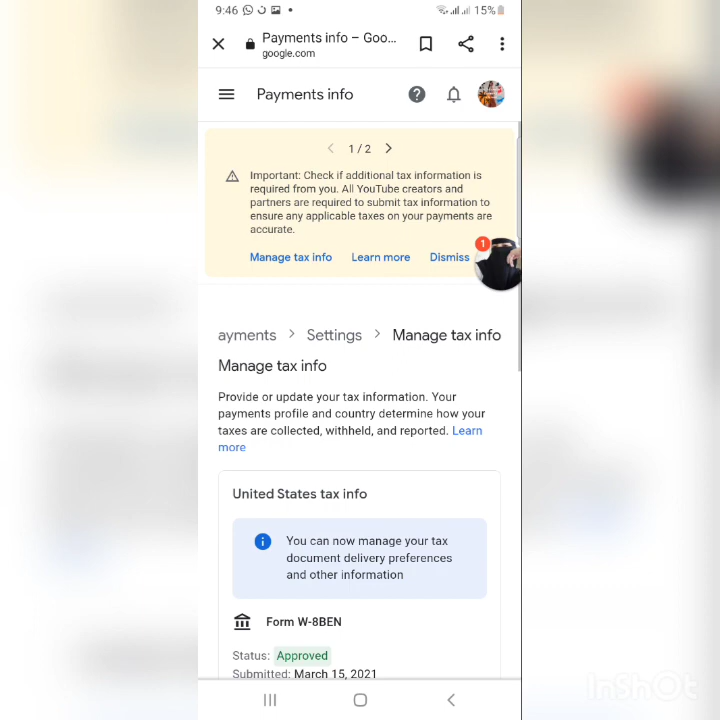 9:46 15%
Payments info – Goo...
google.com
Payments info
1 / 2
Important: Check if additional tax information is
required from you. All YouTube creators and
partners are required to submit tax information to
ensure any applicable taxes on your payments are
accurate.
Manage tax info Learn more Dismiss
1
ayments > Settings > Manage tax info
Manage tax info
Provide or update your tax information. Your
payments profile and country determine how your
taxes are collected, withheld, and reported. Learn
more
United States tax info
You can now manage your tax
document delivery preferences
and other information
Form W-8BEN
Status: Approved
Submitted: March 15, 2021
InShOt